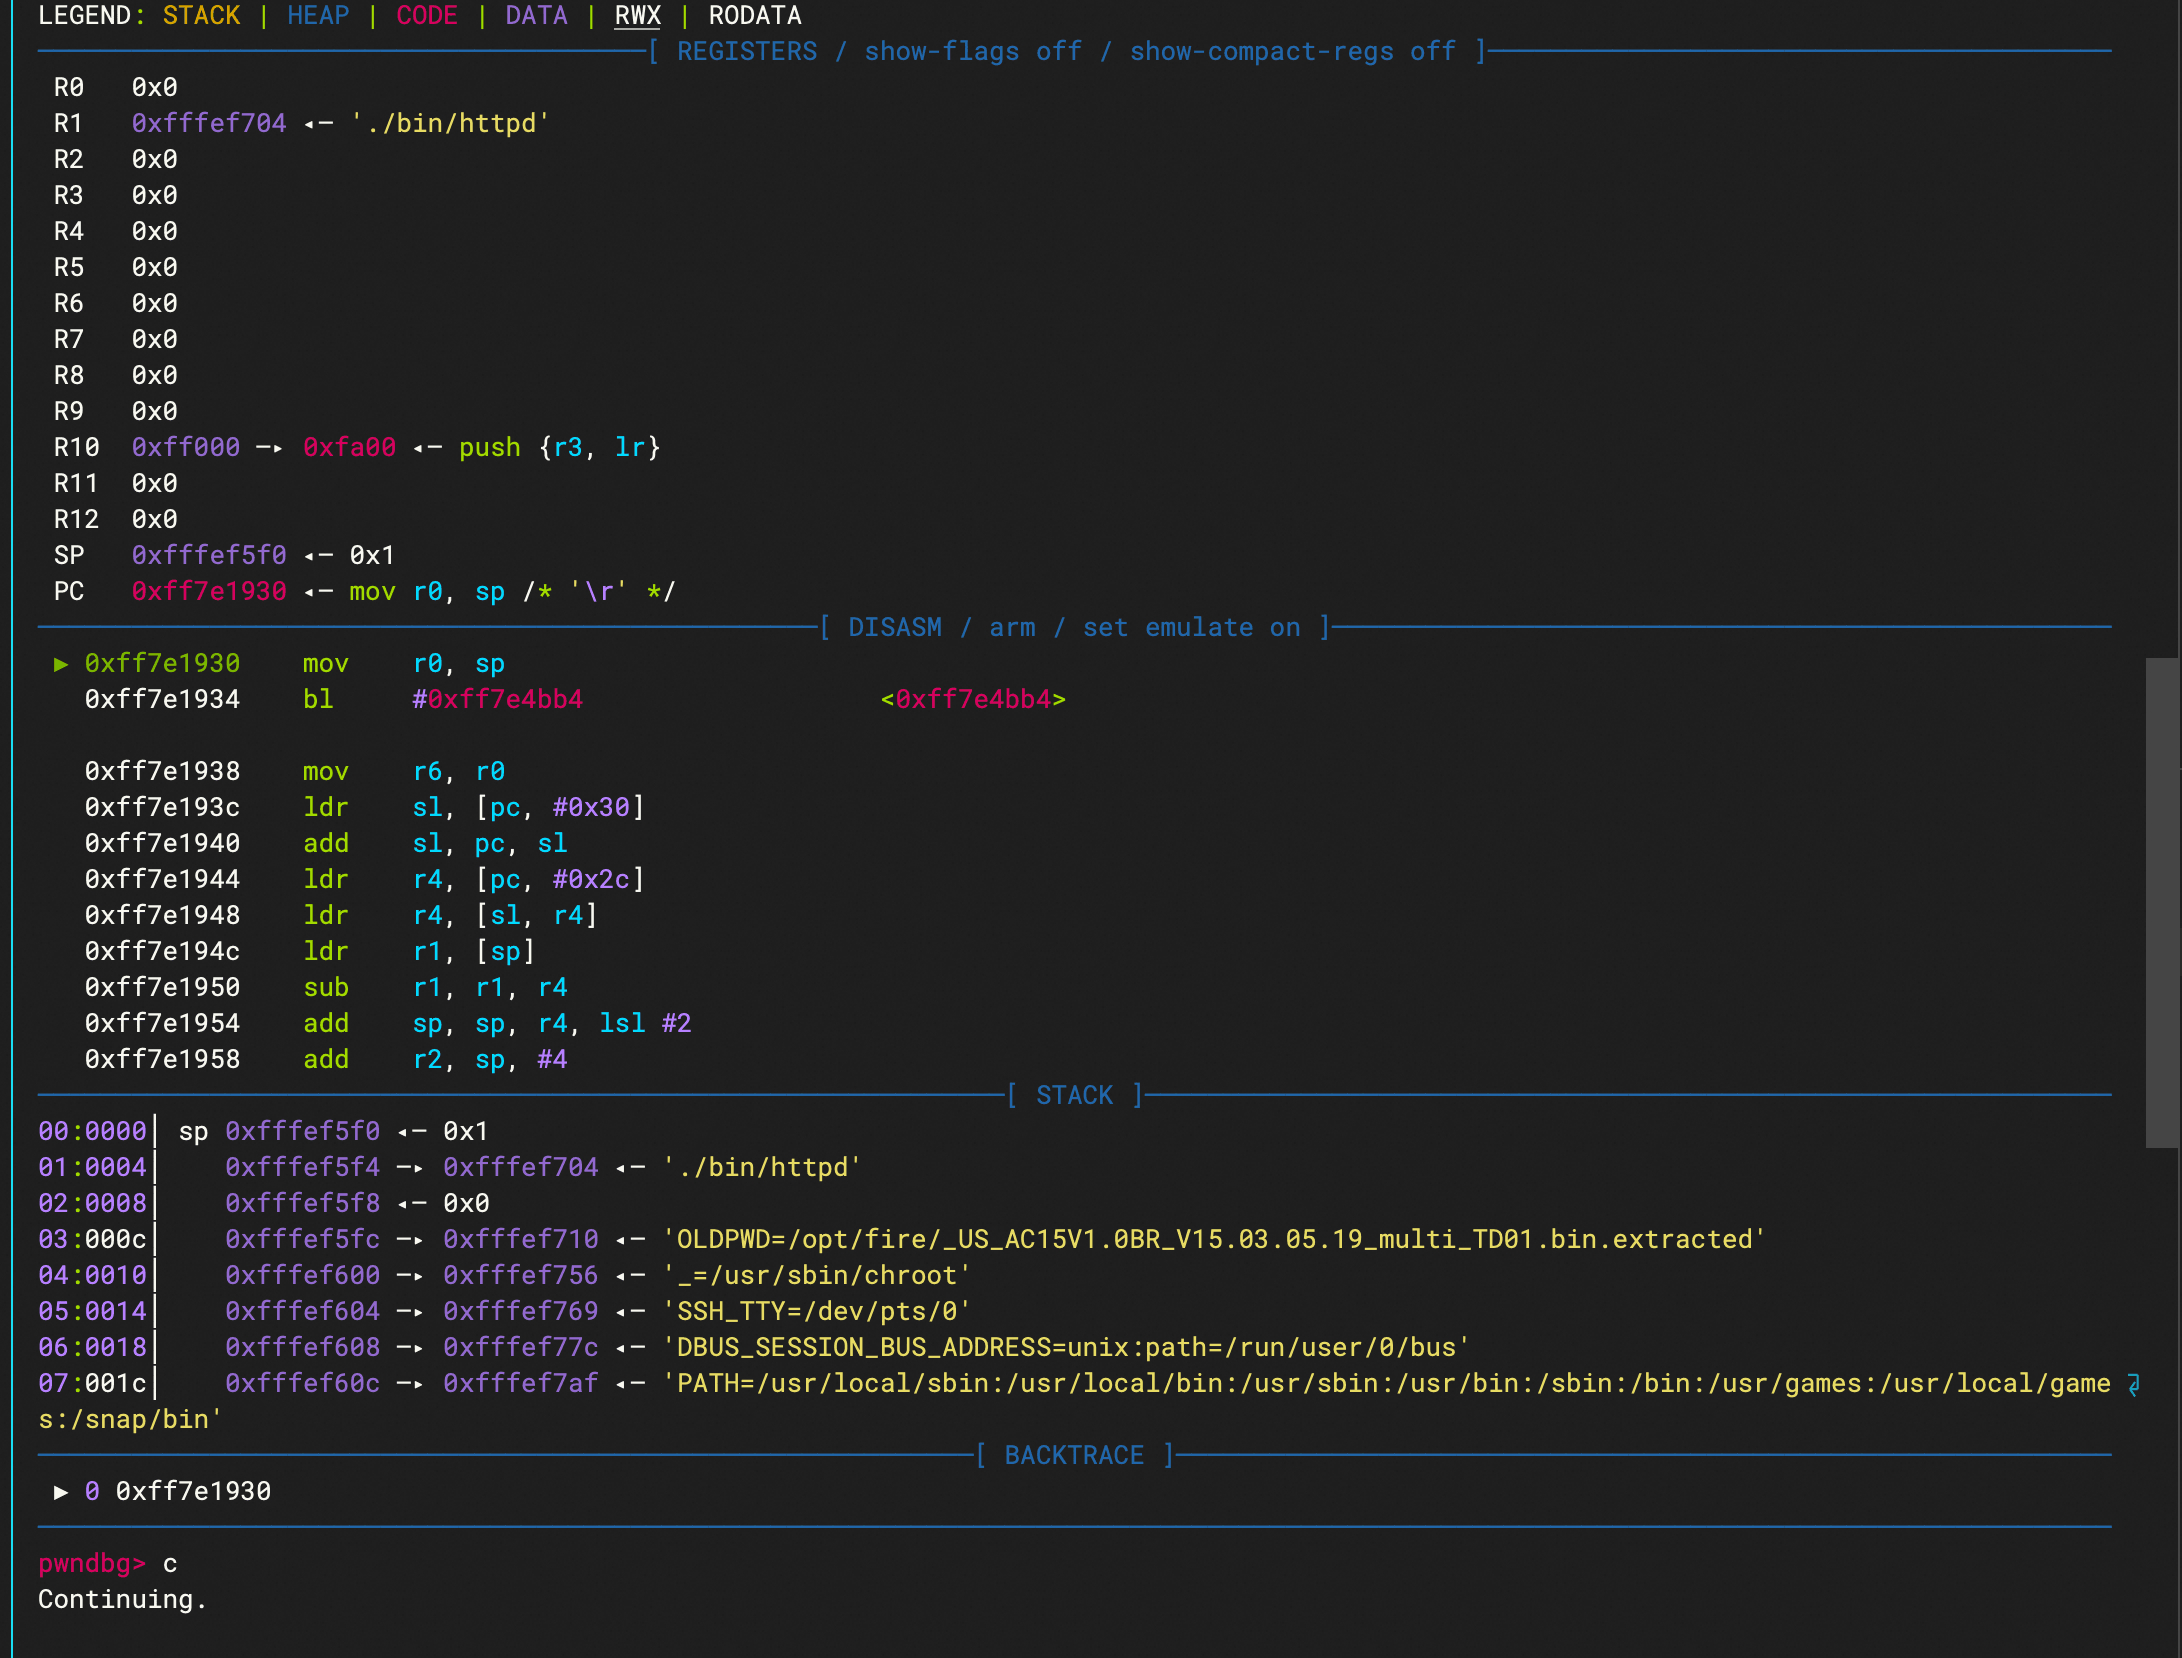 LEGEND: STACK | HEAP | CODE | DATA | RWX | RODATA
[ REGISTERS / show-flags off / show-compact-regs off ]
R0 0x0
R1 0xfffef704 ◂— './bin/httpd'
R2 0x0
R3 0x0
R4 0x0
R5 0x0
R6 0x0
R7 0x0
R8 0x0
R9 0x0
R10 0xff000 —▸ 0xfa00 ◂— push {r3, lr}
R11 0x0
R12 0x0
SP 0xfffef5f0 ◂— 0x1
PC 0xff7e1930 ◂— mov r0, sp /* '\r' */
[ DISASM / arm / set emulate on ]
► 0xff7e1930 mov r0, sp
0xff7e1934 bl #0xff7e4bb4 <0xff7e4bb4>
0xff7e1938 mov r6, r0
0xff7e193c ldr sl, [pc, #0x30]
0xff7e1940 add sl, pc, sl
0xff7e1944 ldr r4, [pc, #0x2c]
0xff7e1948 ldr r4, [sl, r4]
0xff7e194c ldr r1, [sp]
0xff7e1950 sub r1, r1, r4
0xff7e1954 add sp, sp, r4, lsl #2
0xff7e1958 add r2, sp, #4
[ STACK ]
00:0000│ sp 0xfffef5f0 ◂— 0x1
01:0004│ 0xfffef5f4 —▸ 0xfffef704 ◂— './bin/httpd'
02:0008│ 0xfffef5f8 ◂— 0x0
03:000c│ 0xfffef5fc —▸ 0xfffef710 ◂— 'OLDPWD=/opt/fire/_US_AC15V1.0BR_V15.03.05.19_multi_TD01.bin.extracted'
04:0010│ 0xfffef600 —▸ 0xfffef756 ◂— '_=/usr/sbin/chroot'
05:0014│ 0xfffef604 —▸ 0xfffef769 ◂— 'SSH_TTY=/dev/pts/0'
06:0018│ 0xfffef608 —▸ 0xfffef77c ◂— 'DBUS_SESSION_BUS_ADDRESS=unix:path=/run/user/0/bus'
07:001c│ 0xfffef60c —▸ 0xfffef7af ◂— 'PATH=/usr/local/sbin:/usr/local/bin:/usr/sbin:/usr/bin:/sbin:/bin:/usr/games:/usr/local/game
s:/snap/bin'
[ BACKTRACE ]
► 0 0xff7e1930
pwndbg> c
Continuing.